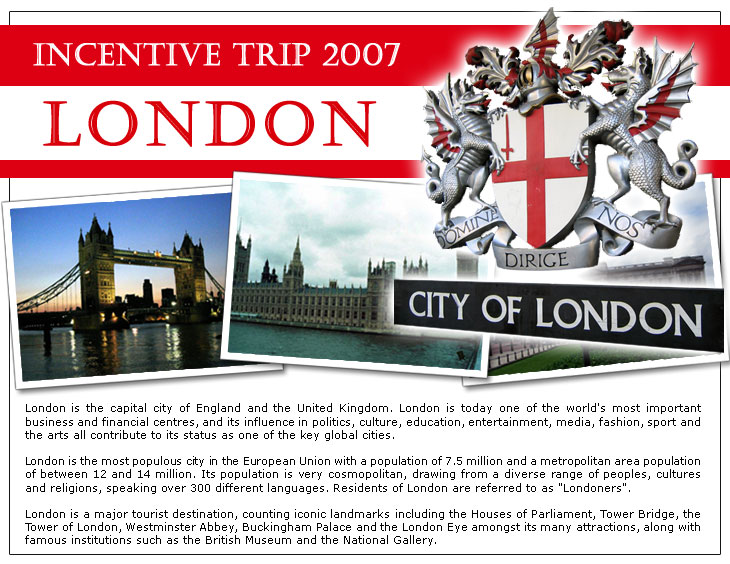 INCENTIVE TRIP 2007
LONDON
DOMINE
NOS
DIRIGE
CITY OF LONDON
London is the capital city of England and the United Kingdom. London is today one of the world's most important
business and financial centres, and its influence in politics, culture, education, entertainment, media, fashion, sport and
the arts all contribute to its status as one of the key global cities.
London is the most populous city in the European Union with a population of 7.5 million and a metropolitan area population
of between 12 and 14 million. Its population is very cosmopolitan, drawing from a diverse range of peoples, cultures
and religions, speaking over 300 different languages. Residents of London are referred to as "Londoners".
London is a major tourist destination, counting iconic landmarks including the Houses of Parliament, Tower Bridge, the
Tower of London, Westminster Abbey, Buckingham Palace and the London Eye amongst its many attractions, along with
famous institutions such as the British Museum and the National Gallery.